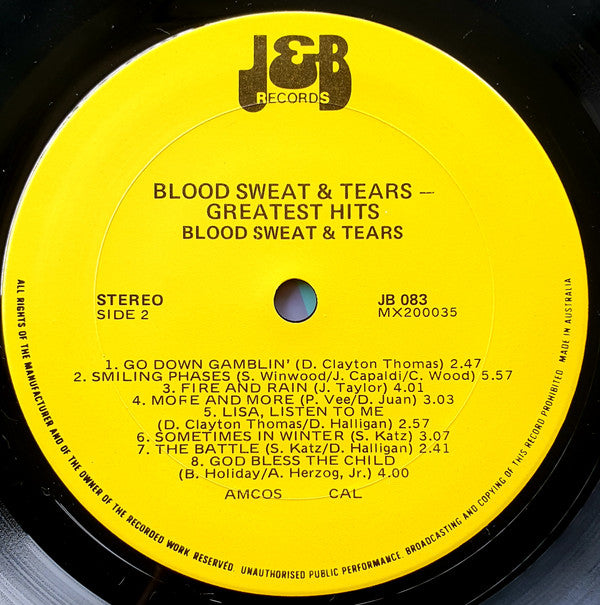 J&B
RECORDS
BLOOD SWEAT & TEARS —
GREATEST HITS
BLOOD SWEAT & TEARS
STEREO
SIDE 2
JB 083
MX200035
1. GO DOWN GAMBLIN' (D. Clayton Thomas) 2.47
2. SMILING PHASES (S. Winwood/J. Capaldi/C. Wood) 5.57
3. FIRE AND RAIN (J. Taylor) 4.01
4. MORE AND MORE (P. Vee/D. Juan) 3.03
5. LISA, LISTEN TO ME
(D. Clayton Thomas/D. Halligan) 2.57
6. SOMETIMES IN WINTER (S. Katz) 3.07
7. THE BATTLE (S. Katz/D. Halligan) 2.41
8. GOD BLESS THE CHILD
(B. Holiday/A. Herzog, Jr.) 4.00
AMCOS CAL
ALL RIGHTS OF THE MANUFACTURER AND OF THE OWNER OF THE RECORDED WORK RESERVED. UNAUTHORISED PUBLIC PERFORMANCE. BROADCASTING AND COPYING OF THIS RECORD PROHIBITED MADE IN AUSTRALIA